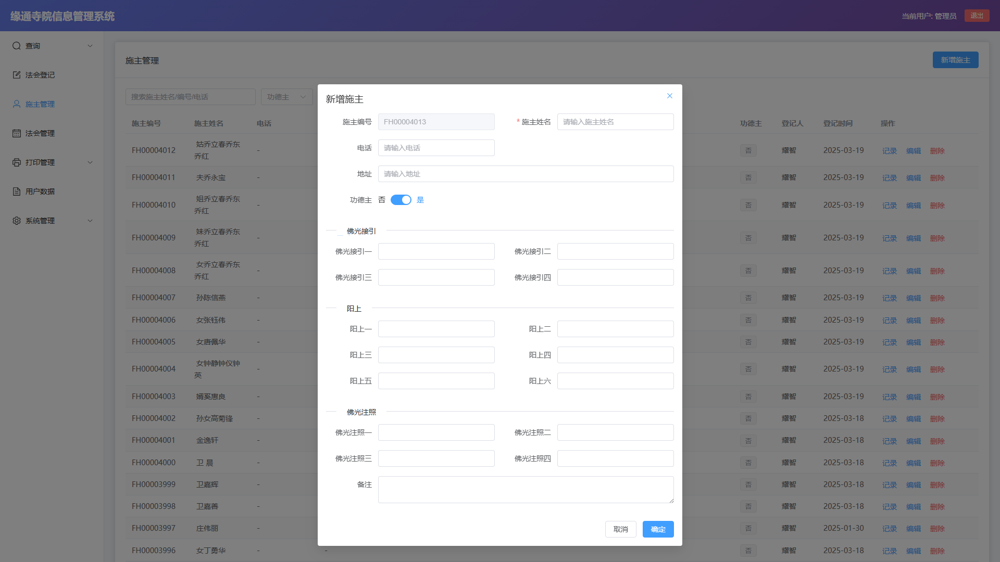 缘通寺院信息管理系统
当前用户: 管理员
退出
查询
法会登记
施主管理
法会管理
打印管理
用户数据
系统管理
施主管理
新增施主
搜索施主姓名/编号/电话
功德主
施主编号 施主姓名 电话 功德主 登记人 登记时间 操作
FH00004012 姑乔立春乔东乔红 - 否 耀智 2025-03-19 记录 编辑 删除
FH00004011 夫乔永宝 - 否 耀智 2025-03-19 记录 编辑 删除
FH00004010 姐乔立春乔东乔红 - 否 耀智 2025-03-19 记录 编辑 删除
FH00004009 妹乔立春乔东乔红 - 否 耀智 2025-03-19 记录 编辑 删除
FH00004008 女乔立春乔东乔红 - 否 耀智 2025-03-19 记录 编辑 删除
FH00004007 孙陈信燕 - 否 耀智 2025-03-19 记录 编辑 删除
FH00004006 女张钰伟 - 否 耀智 2025-03-19 记录 编辑 删除
FH00004005 女唐佩华 - 否 耀智 2025-03-19 记录 编辑 删除
FH00004004 女钟静钟仪钟英 - 否 耀智 2025-03-19 记录 编辑 删除
FH00004003 婿奚惠良 - 否 耀智 2025-03-19 记录 编辑 删除
FH00004002 孙女高菊锋 - 否 耀智 2025-03-18 记录 编辑 删除
FH00004001 金逸轩 - 否 耀智 2025-03-18 记录 编辑 删除
FH00004000 卫 晨 - 否 耀智 2025-03-18 记录 编辑 删除
FH00003999 卫嘉辉 - 否 耀智 2025-03-18 记录 编辑 删除
FH00003998 卫嘉善 - 否 耀智 2025-03-18 记录 编辑 删除
FH00003997 庄伟丽 - 否 耀智 2025-01-30 记录 编辑 删除
FH00003996 女丁勇华 - - 否 耀智 2025-03-18 记录 编辑 删除
新增施主
施主编号 FH00004013 * 施主姓名 请输入施主姓名
电话 请输入电话
地址 请输入地址
功德主 否 是
佛光接引
佛光接引一 佛光接引二
佛光接引三 佛光接引四
阳上
阳上一 阳上二
阳上三 阳上四
阳上五 阳上六
佛光注照
佛光注照一 佛光注照二
佛光注照三 佛光注照四
备注
取消 确定